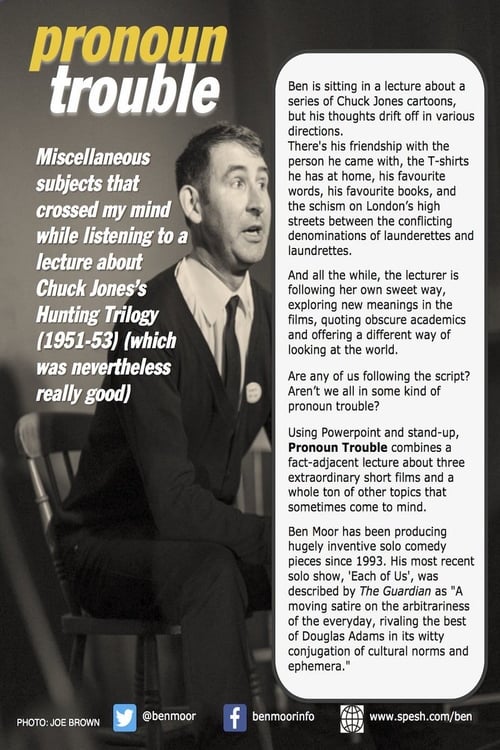 pronoun
trouble
Miscellaneous
subjects that
crossed my mind
while listening to a
lecture about
Chuck Jones's
Hunting Trilogy
(1951-53) (which
was nevertheless
really good)
Ben is sitting in a lecture about a
series of Chuck Jones cartoons,
but his thoughts drift off in various
directions.
There's his friendship with the
person he came with, the T-shirts
he has at home, his favourite
words, his favourite books, and
the schism on London's high
streets between the conflicting
denominations of launderettes and
laundrettes.
And all the while, the lecturer is
following her own sweet way,
exploring new meanings in the
films, quoting obscure academics
and offering a different way of
looking at the world.
Are any of us following the script?
Aren't we all in some kind of
pronoun trouble?
Using Powerpoint and stand-up,
Pronoun Trouble combines a
fact-adjacent lecture about three
extraordinary short films and a
whole ton of other topics that
sometimes come to mind.
Ben Moor has been producing
hugely inventive solo comedy
pieces since 1993. His most recent
solo show, 'Each of Us', was
described by The Guardian as "A
moving satire on the arbitrariness
of the everyday, rivaling the best
of Douglas Adams in its witty
conjugation of cultural norms and
ephemera."
PHOTO: JOE BROWN
@benmoor
benmoorinfo
www.spesh.com/ben